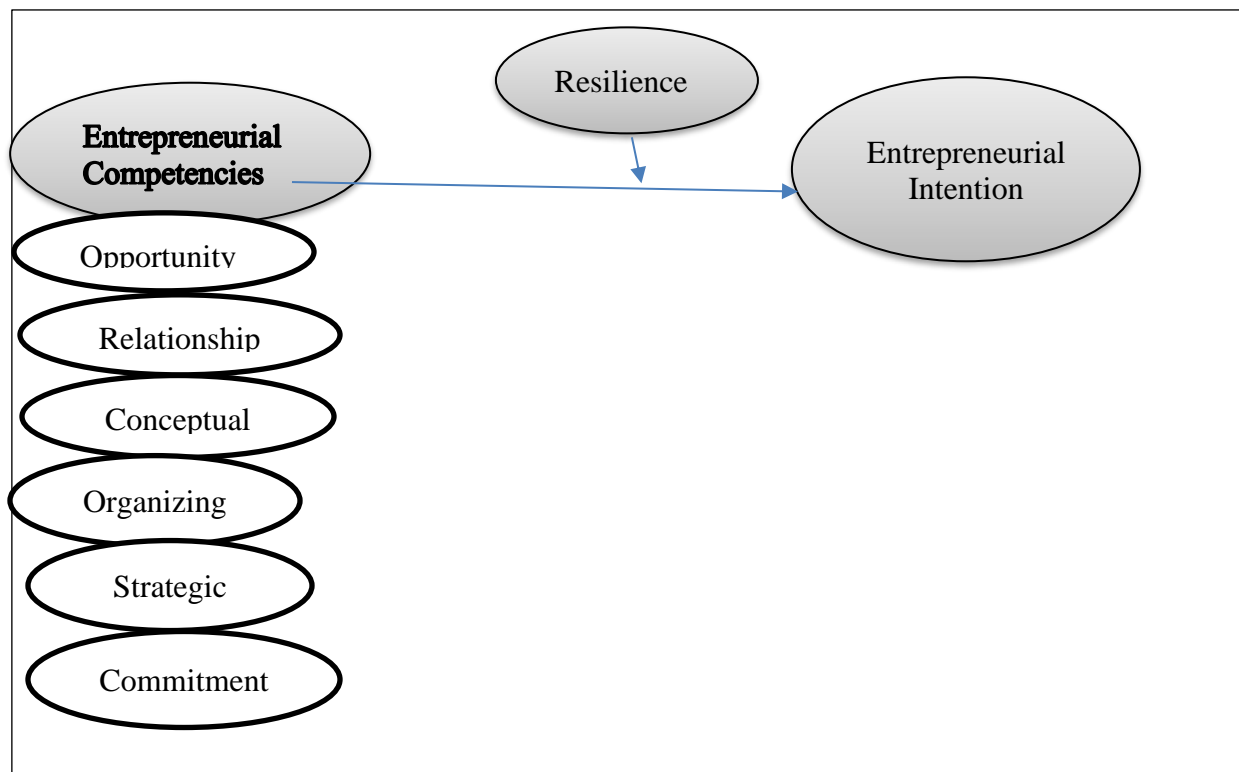 Resilience
Entrepreneurial
Competencies
Entrepreneurial
Intention
Opportunity
Relationship
Conceptual
Organizing
Strategic
Commitment